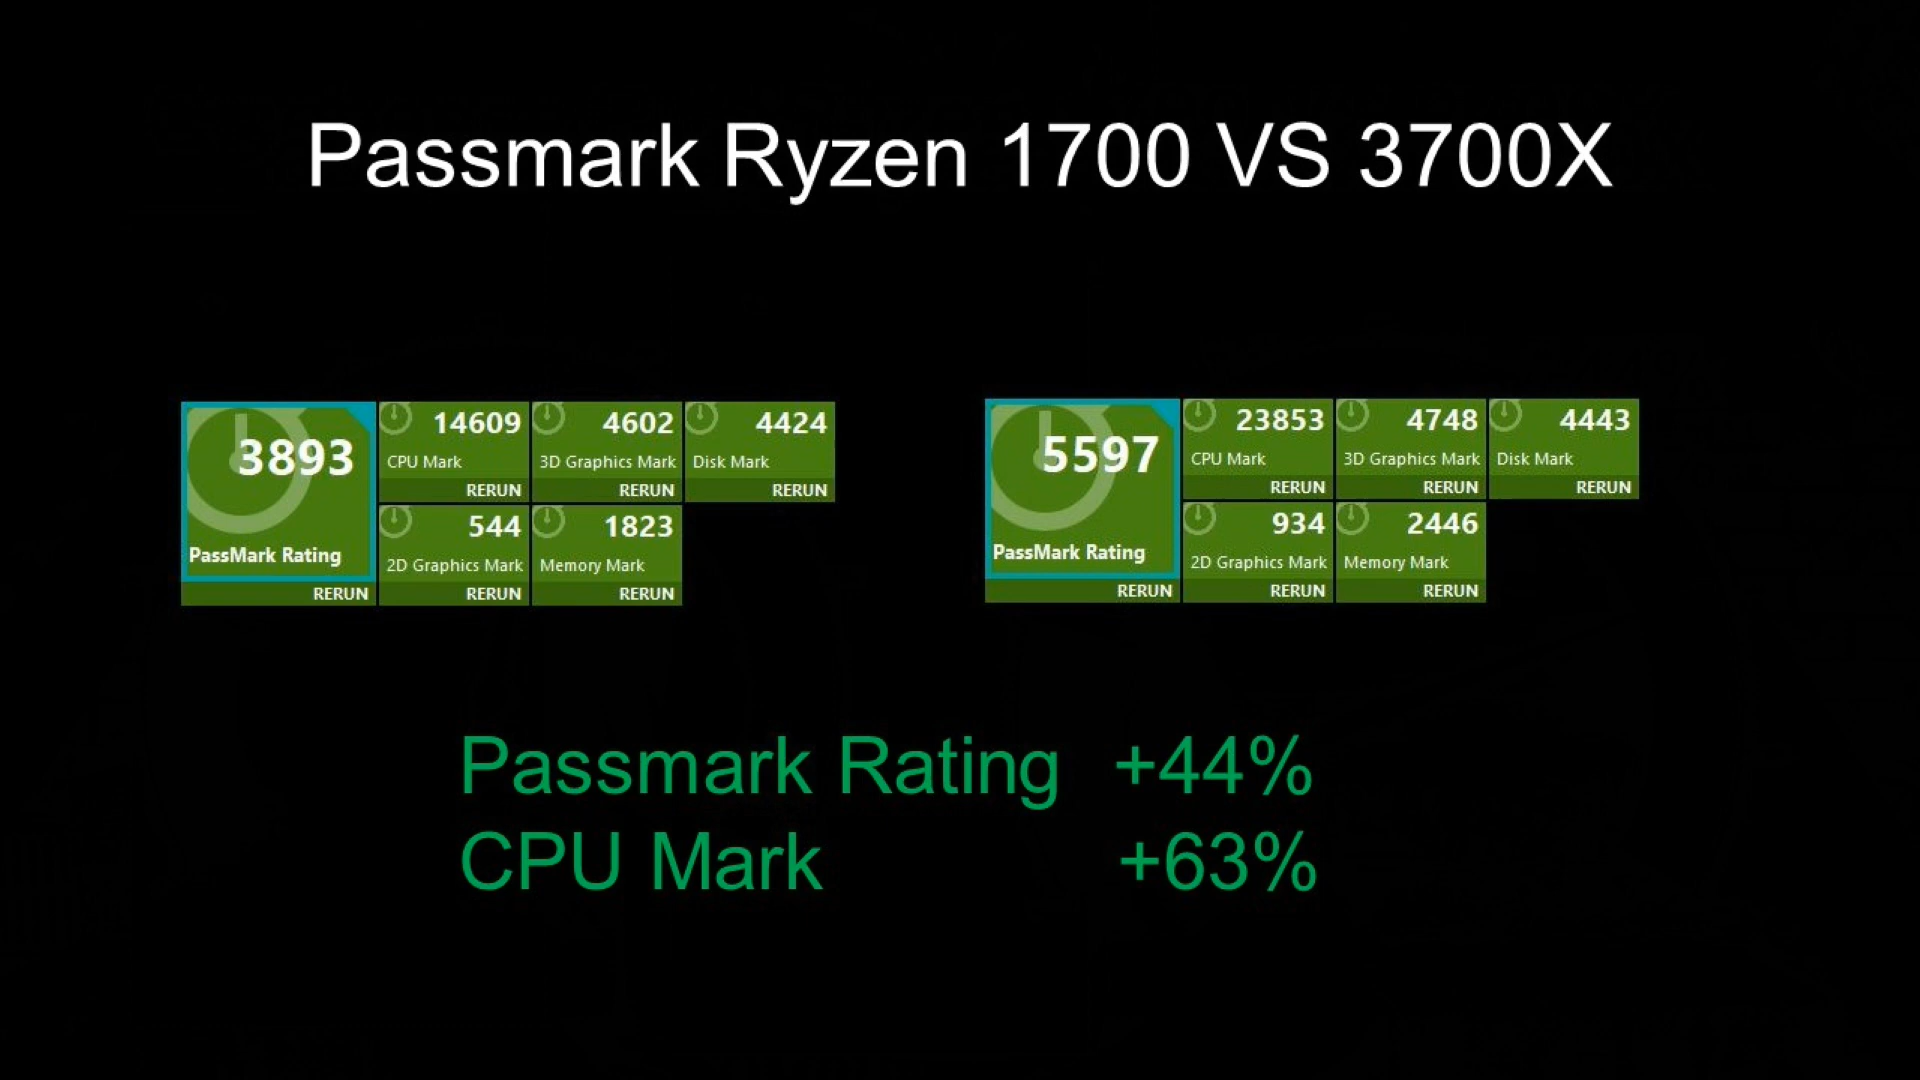 Passmark Ryzen 1700 VS 3700X
3893
PassMark Rating
RERUN
14609
CPU Mark
RERUN
4602
3D Graphics Mark
RERUN
4424
Disk Mark
RERUN
544
2D Graphics Mark
RERUN
1823
Memory Mark
RERUN
5597
PassMark Rating
RERUN
23853
CPU Mark
RERUN
4748
3D Graphics Mark
RERUN
4443
Disk Mark
RERUN
934
2D Graphics Mark
RERUN
2446
Memory Mark
RERUN
Passmark Rating +44%
CPU Mark +63%